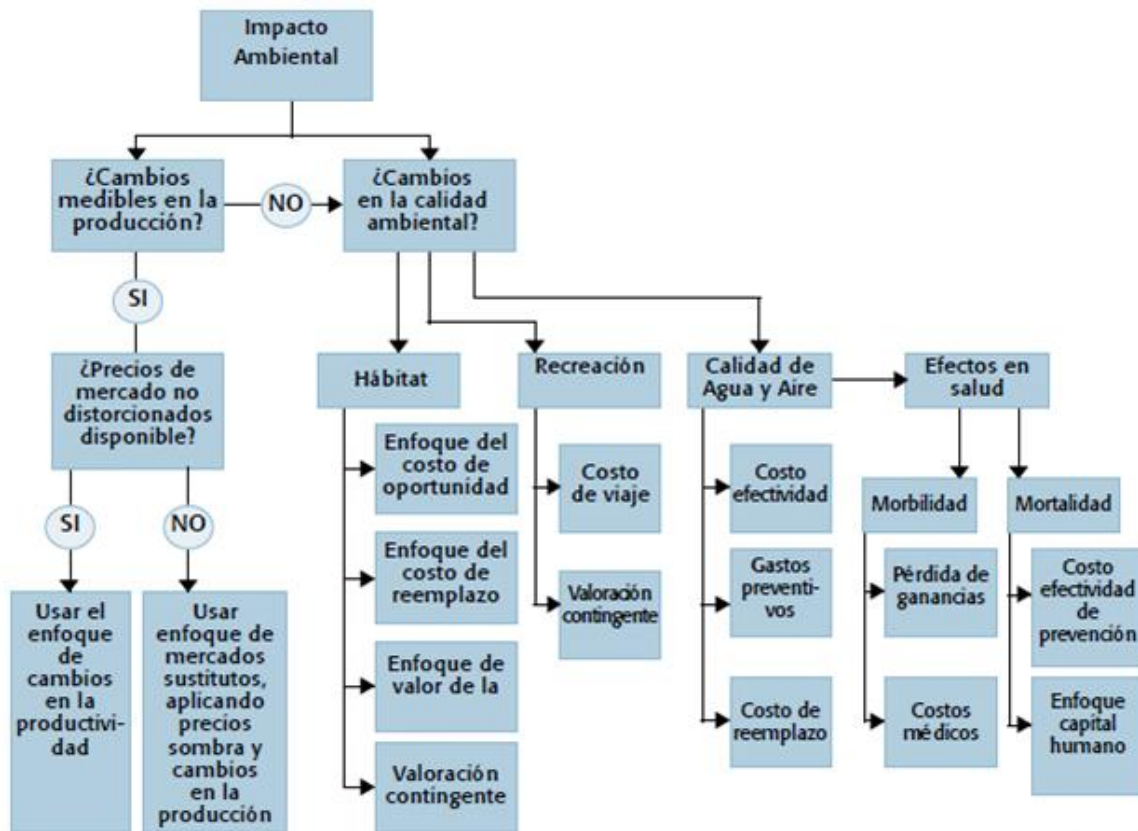 Impacto
Ambiental
¿Cambios
medibles en la
producción?
NO
¿Cambios
en la calidad
ambiental?
SI
¿Precios de
mercado no
distorcionados
disponible?
SI
NO
Usar el
enfoque
de
cambios
en la
productivi-
dad
Usar
enfoque de
mercados
sustitutos,
aplicando
precios
sombra y
cambios
en la
producción
Hábitat
Enfoque del
costo de
oportunidad
Enfoque del
costo de
reemplazo
Enfoque de
valor de la
Valoración
contingente
Recreación
Costo
de viaje
Valoración
contingente
Calidad de
Agua y Aire
Costo
efectividad
Gastos
preventi-
vos
Costo de
reemplazo
Efectos en
salud
Morbilidad
Pérdida de
ganancias
Costos
médicos
Mortalidad
Costo
efectividad
de
prevención
Enfoque
capital
humano